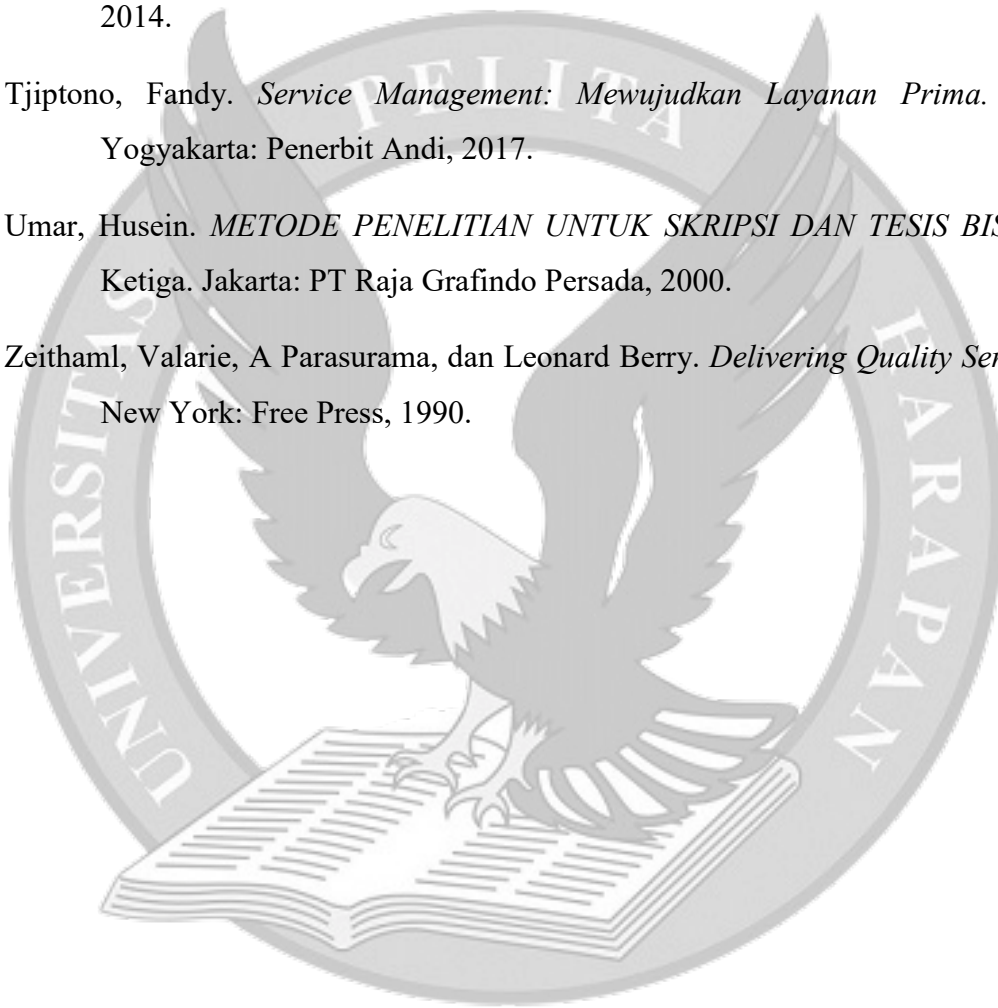 2014.
Tjiptono, Fandy. Service Management: Mewujudkan Layanan Prima.
Yogyakarta: Penerbit Andi, 2017.
Umar, Husein. METODE PENELITIAN UNTUK SKRIPSI DAN TESIS
Ketiga. Jakarta: PT Raja Grafindo Persada, 2000.
Zeithaml, Valarie, A Parasurama, dan Leonard Berry. Delivering Quality
New York: Free Press, 1990.
UNIVERSITAS PELITA HARAPAN